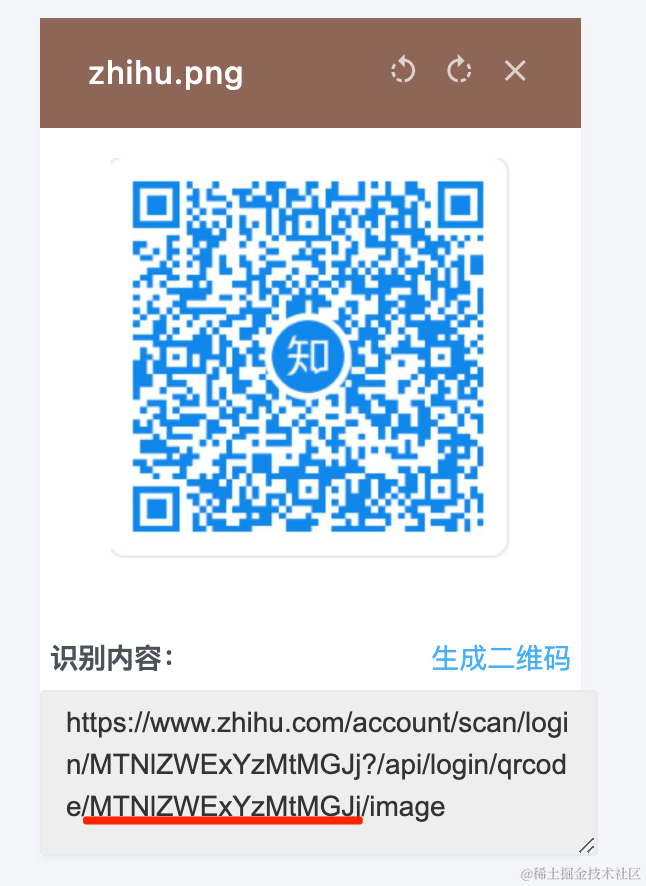 zhihu.png
知
识别内容:
生成二维码
https://www.zhihu.com/account/scan/logi
n/MTNlZWExYzMtMGJj?/api/login/qrcod
e/MTNlZWExYzMtMGJj/image
@稀土掘金技术社区